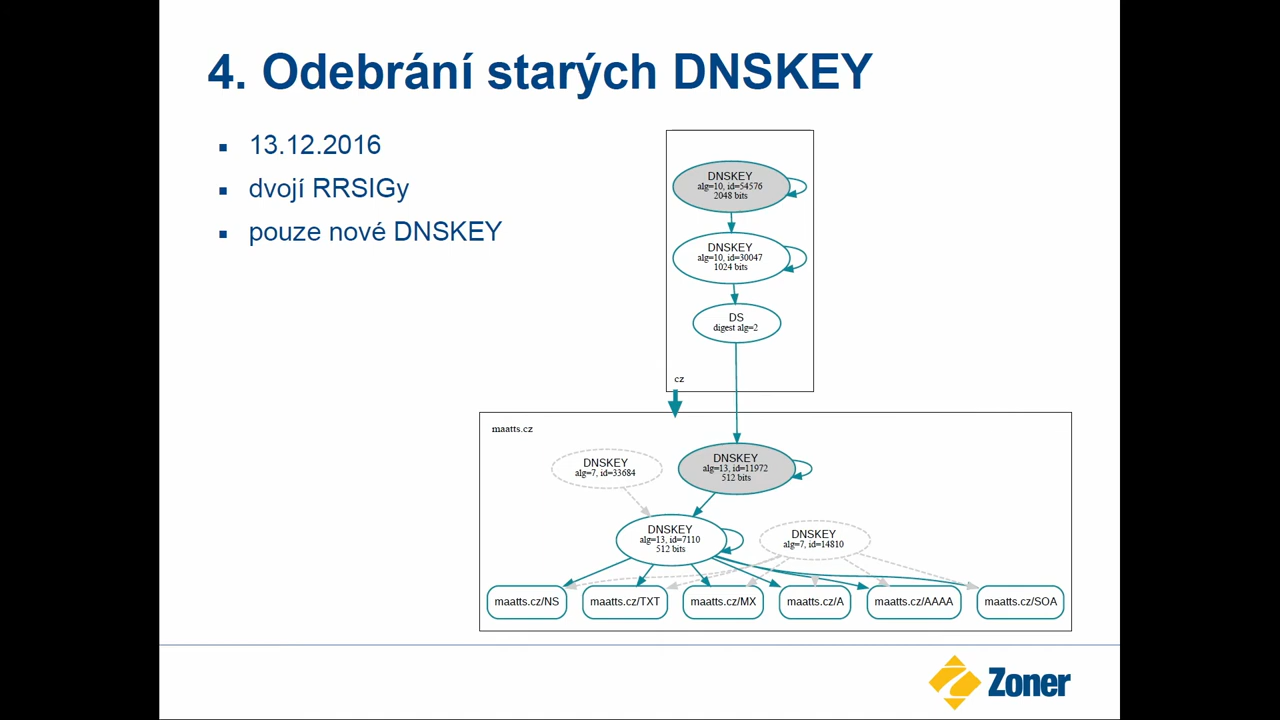 4. Odebrání starých DNSKEY
13.12.2016
dvojí RRSIGy
pouze nové DNSKEY
DNSKEY
alg=10, id=54576
2048 bits
DNSKEY
alg=10, id=30047
1024 bits
DS
digest alg=2
cz
maatts.cz
DNSKEY
alg=7, id=33684
DNSKEY
alg=13, id=11972
512 bits
DNSKEY
alg=13, id=7110
512 bits
DNSKEY
alg=7, id=14810
maatts.cz/NS
maatts.cz/TXT
maatts.cz/MX
maatts.cz/A
maatts.cz/AAAA
maatts.cz/SOA
Zoner